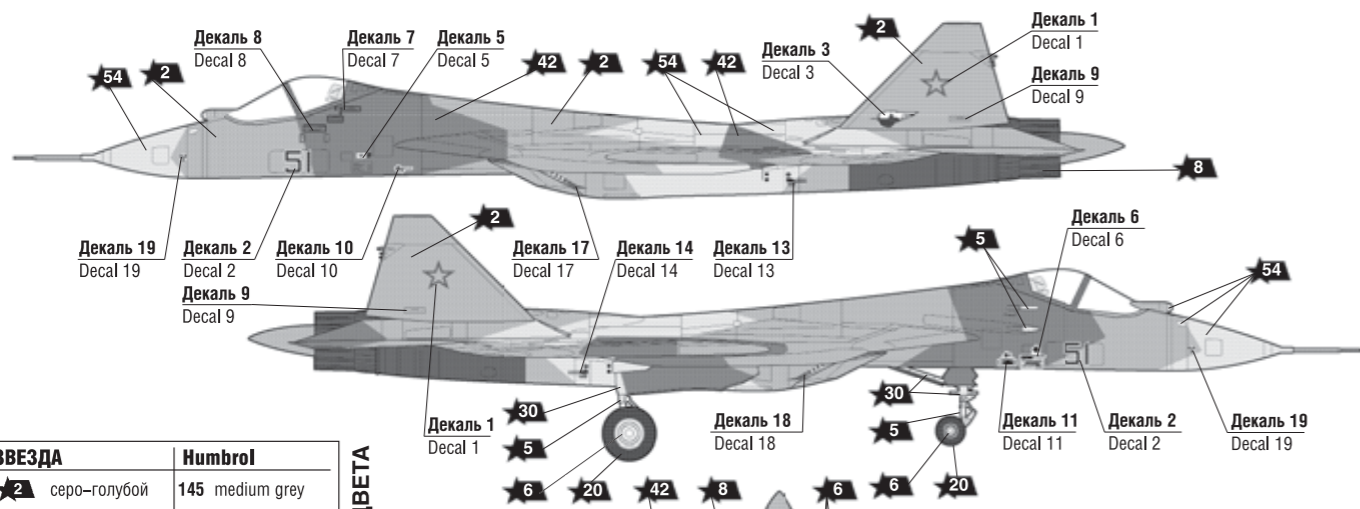 Декаль 8
Decal 8
Декаль 7
Decal 7
Декаль 5
Decal 5
54
2
42
2
54
42
Декаль 3
Decal 3
2
Декаль 1
Decal 1
Декаль 9
Decal 9
51
8
Декаль 19
Decal 19
Декаль 2
Decal 2
Декаль 10
Decal 10
Декаль 17
Decal 17
Декаль 14
Decal 14
Декаль 13
Decal 13
2
Декаль 9
Decal 9
5
Декаль 6
Decal 6
54
51
Декаль 1
Decal 1
30
5
6
20
Декаль 18
Decal 18
30
5
6
20
Декаль 11
Decal 11
Декаль 2
Decal 2
Декаль 19
Decal 19
42
8
6
ЗВЕЗДА
Humbrol
2 серо–голубой
145 medium grey
ЦВЕТА